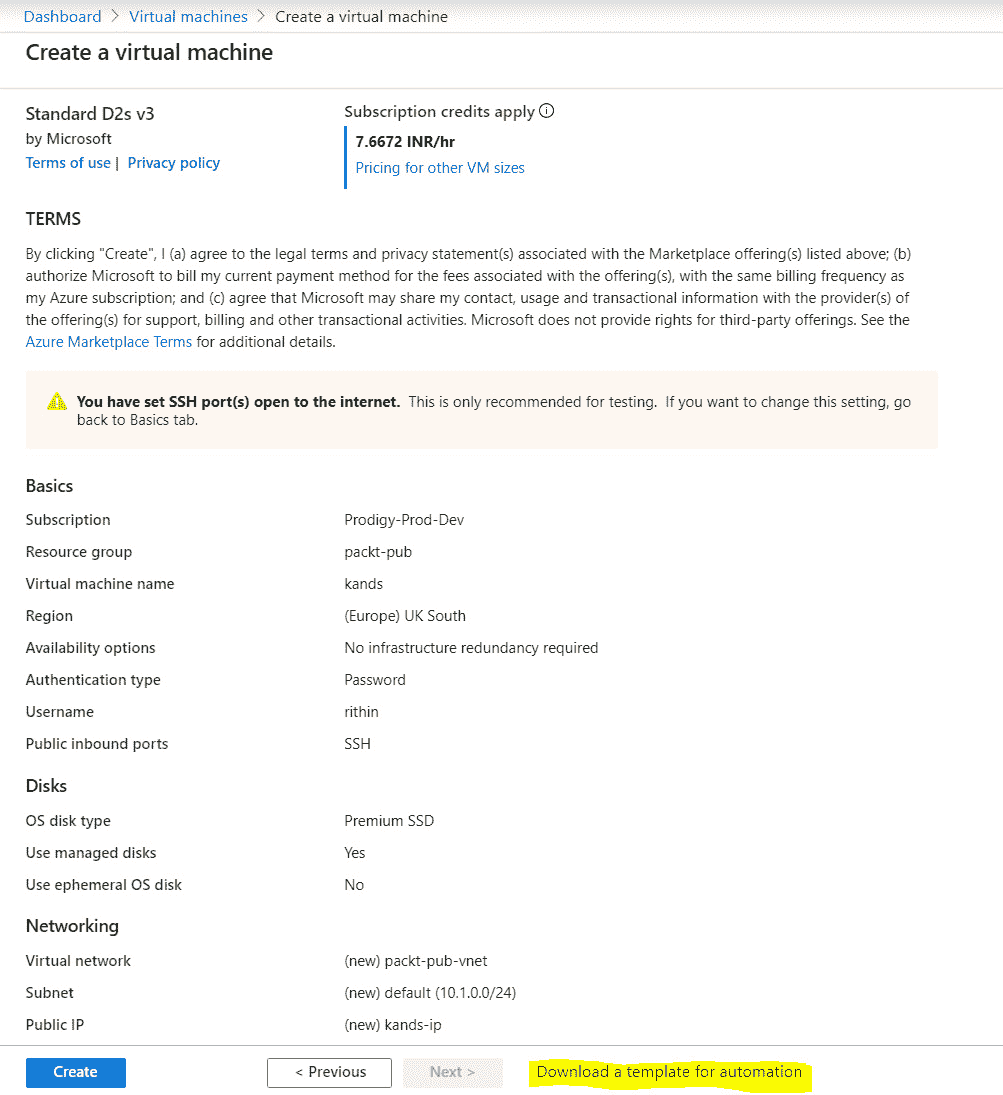 Dashboard > Virtual machines > Create a virtual machine
Create a virtual machine
Standard D2s v3
by Microsoft
Terms of use | Privacy policy
Subscription credits apply
7.6672 INR/hr
Pricing for other VM sizes
TERMS
By clicking "Create", I (a) agree to the legal terms and privacy statement(s) associated with the Marketplace offering(s) listed above; (b)
authorize Microsoft to bill my current payment method for the fees associated with the offering(s), with the same billing frequency as
my Azure subscription; and (c) agree that Microsoft may share my contact, usage and transactional information with the provider(s) of
the offering(s) for support, billing and other transactional activities. Microsoft does not provide rights for third-party offerings. See the
Azure Marketplace Terms for additional details.
You have set SSH port(s) open to the internet. This is only recommended for testing. If you want to change this setting, go
back to Basics tab.
Basics
Subscription Prodigy-Prod-Dev
Resource group packt-pub
Virtual machine name kands
Region (Europe) UK South
Availability options No infrastructure redundancy required
Authentication type Password
Username rithin
Public inbound ports SSH
Disks
OS disk type Premium SSD
Use managed disks Yes
Use ephemeral OS disk No
Networking
Virtual network (new) packt-pub-vnet
Subnet (new) default (10.1.0.0/24)
Public IP (new) kands-ip
Create < Previous Next > Download a template for automation